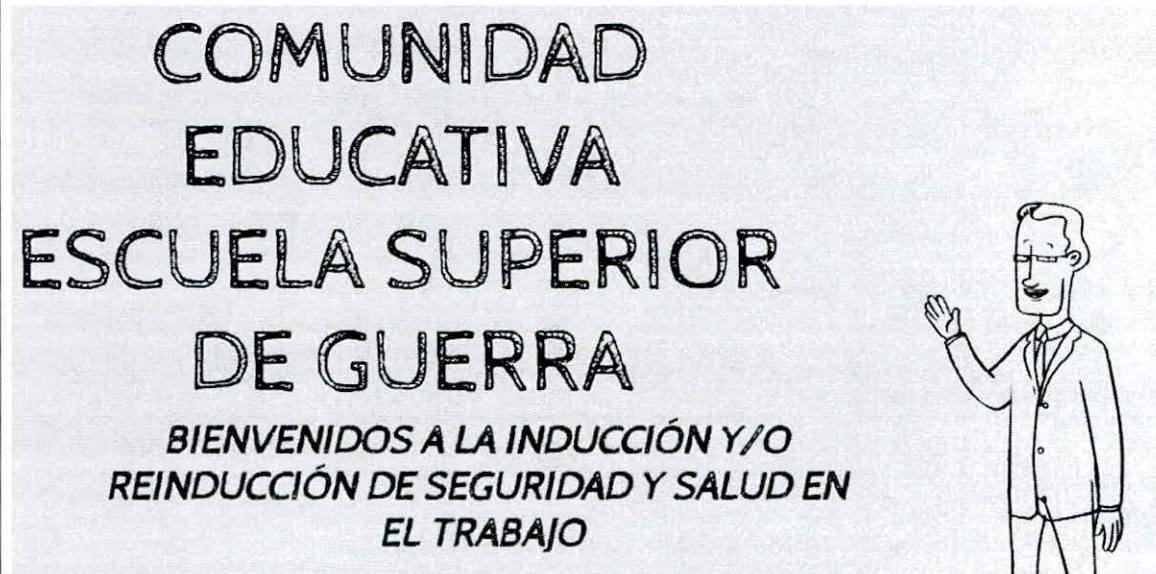 COMUNIDAD
EDUCATIVA
ESCUELA SUPERIOR
DE GUERRA
BIENVENIDOS A LA INDUCCIÓN Y/O
REINDUCCIÓN DE SEGURIDAD Y SALUD EN
EL TRABAJO